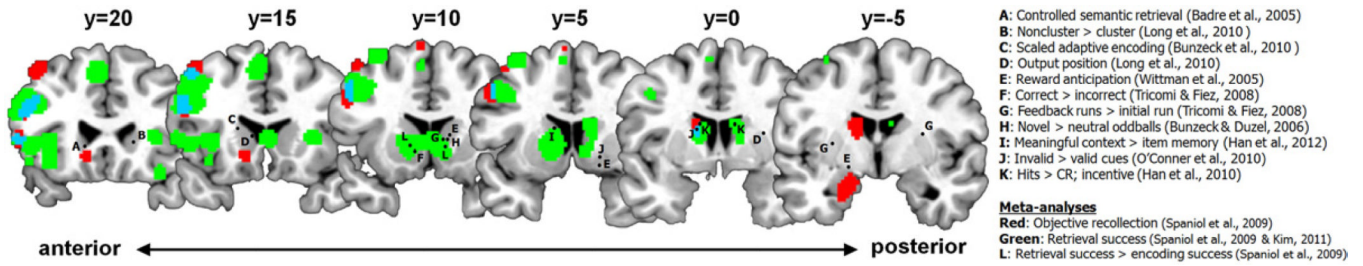 y=20 y=15 y=10 y=5 y=0 y=-5
A: Controlled semantic retrieval (Badre et al., 2005)
B: Noncluster > cluster (Long et al., 2010 )
C: Scaled adaptive encoding (Bunzeck et al., 2010 )
D: Output position (Long et al., 2010)
E: Reward anticipation (Wittman et al., 2005)
F: Correct > incorrect (Tricomi & Fiez, 2008)
G: Feedback runs > initial run (Tricomi & Fiez, 2008)
H: Novel > neutral oddballs (Bunzeck & Duzel, 2006)
I: Meaningful context > item memory (Han et al., 2012)
J: Invalid > valid cues (O'Conner et al., 2010)
K: Hits > CR; incentive (Han et al., 2010)
Meta-analyses
Red: Objective recollection (Spaniol et al., 2009)
Green: Retrieval success (Spaniol et al., 2009 & Kim, 2011)
L: Retrieval success > encoding success (Spaniol et al., 2009)
A B
C D
L G E H F L
J E
J K K D
G E G
anterior posterior